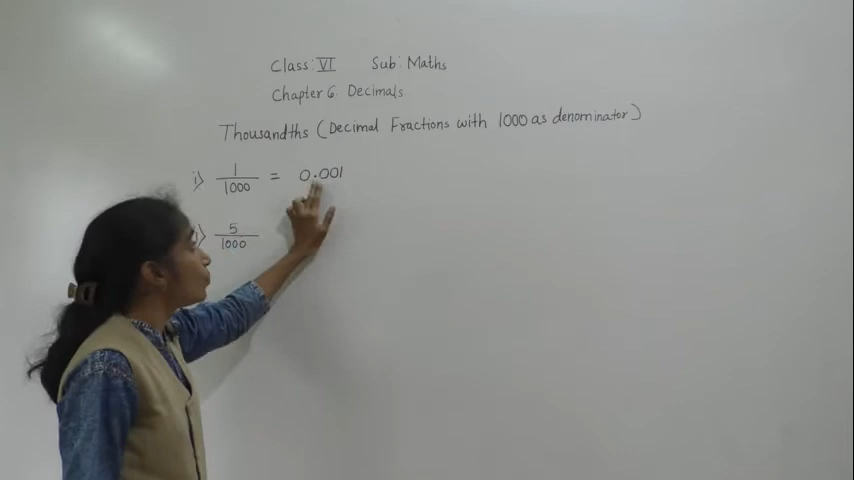 Class: VI Sub: Maths
Chapter 6: Decimals.
Thousandths (Decimal Fractions with 1000 as denominator)
i) 1/1000 = 0.001
5/1000